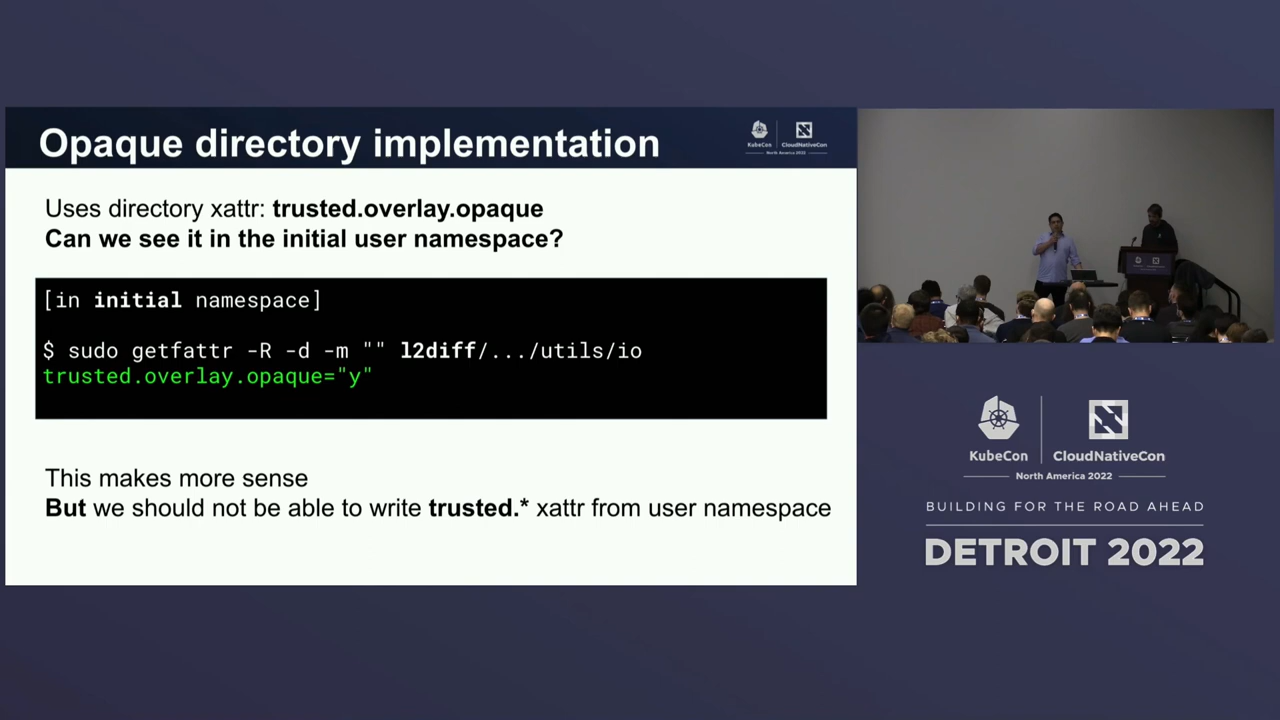 Opaque directory implementation
KubeCon
CloudNativeCon
North America 2022
Uses directory xattr: trusted.overlay.opaque
Can we see it in the initial user namespace?
[in initial namespace]
$ sudo getfattr -R -d -m "" l2diff/.../utils/io
trusted.overlay.opaque="y"
This makes more sense
But we should not be able to write trusted.* xattr from user namespace
KubeCon
CloudNativeCon
North America 2022
BUILDING FOR THE ROAD AHEAD
DETROIT 2022